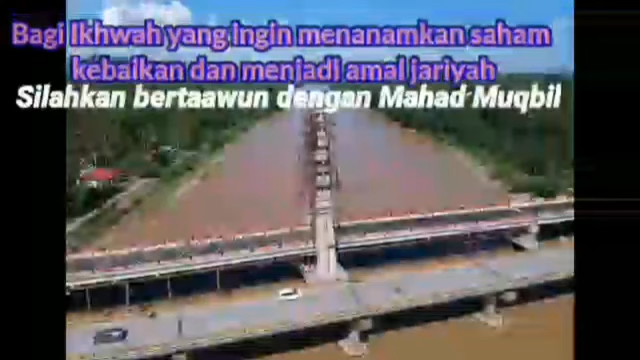 Bagi Ikhwah yang ingin menanamkan saham
kebaikan dan menjadi amal jariyah
Silahkan bertaawun dengan Mahad Muqbil